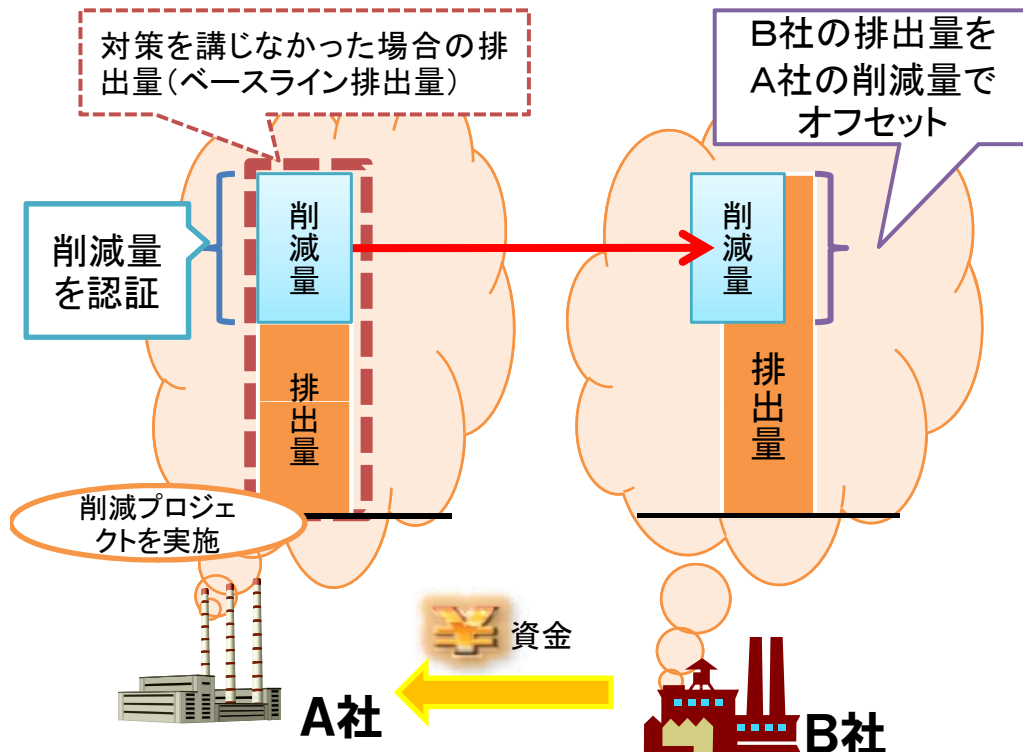 対策を講じなかった場合の排
出量（ベースライン排出量）
B社の排出量を
A社の削減量で
オフセット
削減量
を認証
削減量
削減量
排出量
排出量
削減プロジェ
クトを実施
¥
資金
A社
B社